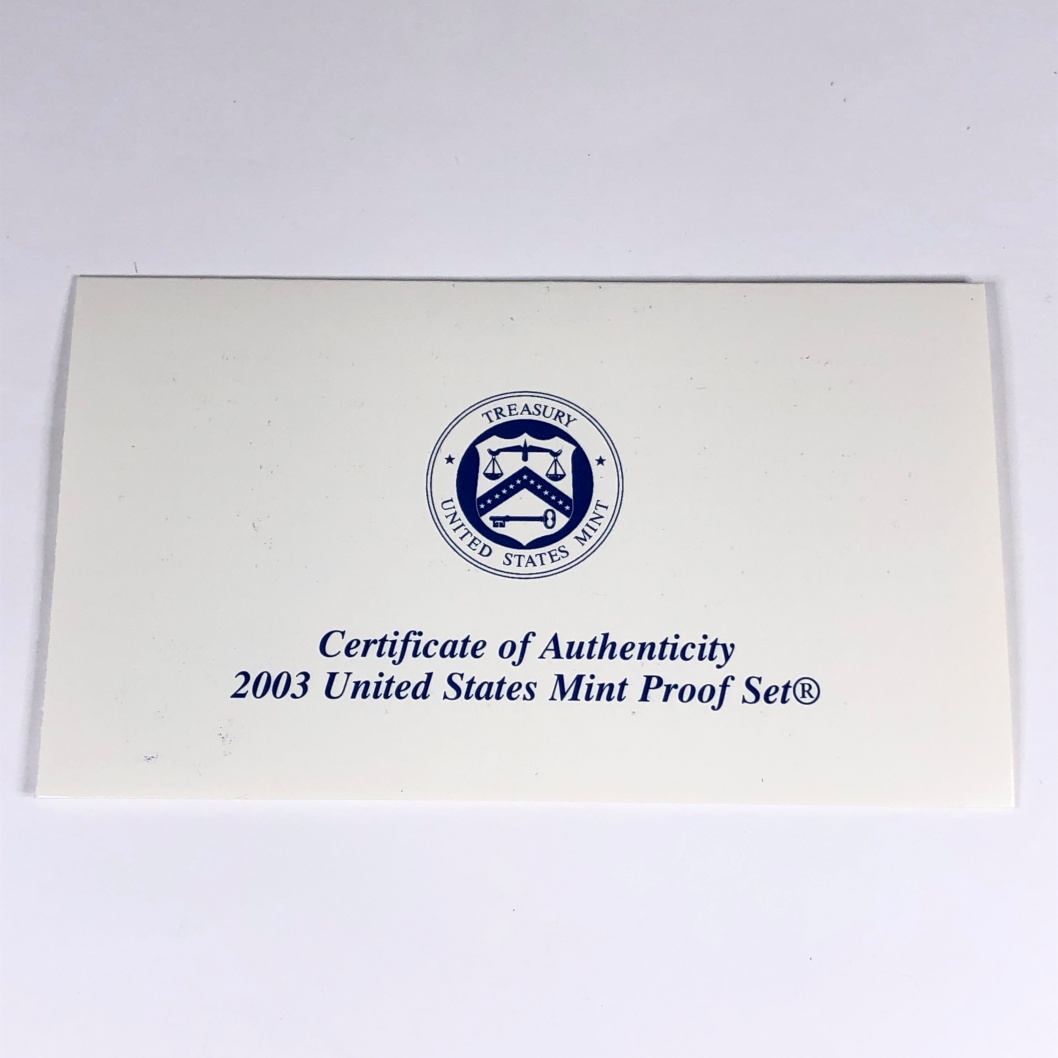 TREASURY
UNITED STATES MINT
Certificate of Authenticity
2003 United States Mint Proof Set®